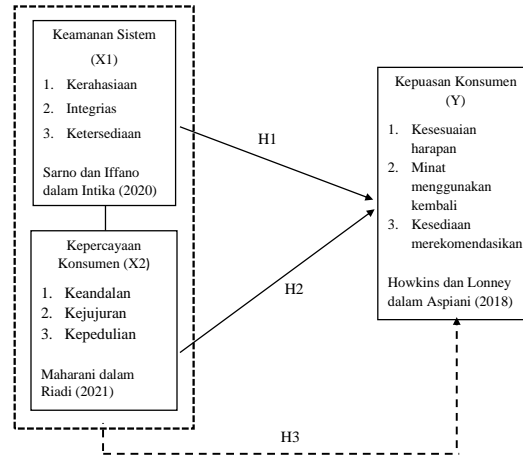 Keamanan Sistem
(X1)
1. Kerahasiaan
2. Integrias
3. Ketersediaan
Sarno dan Iffano
dalam Intika (2020)
Kepercayaan
Konsumen (X2)
1. Keandalan
2. Kejujuran
3. Kepedulian
Maharani dalam
Riadi (2021)
H1
H2
H3
Kepuasan Konsumen
(Y)
1. Kesesuaian
harapan
2. Minat
menggunakan
kembali
3. Kesediaan
merekomendasikan
Howkins dan Lonney
dalam Aspiani (2018)